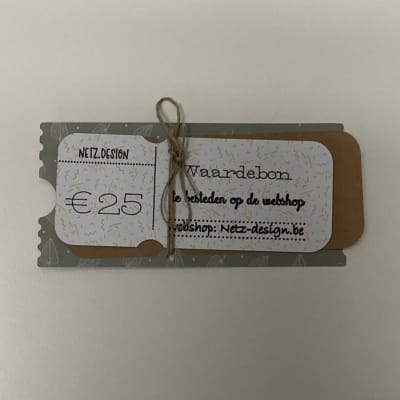 NETZ.DESIGN
€25
Waardebon
te besteden op de webshop
webshop: Netz-design.be